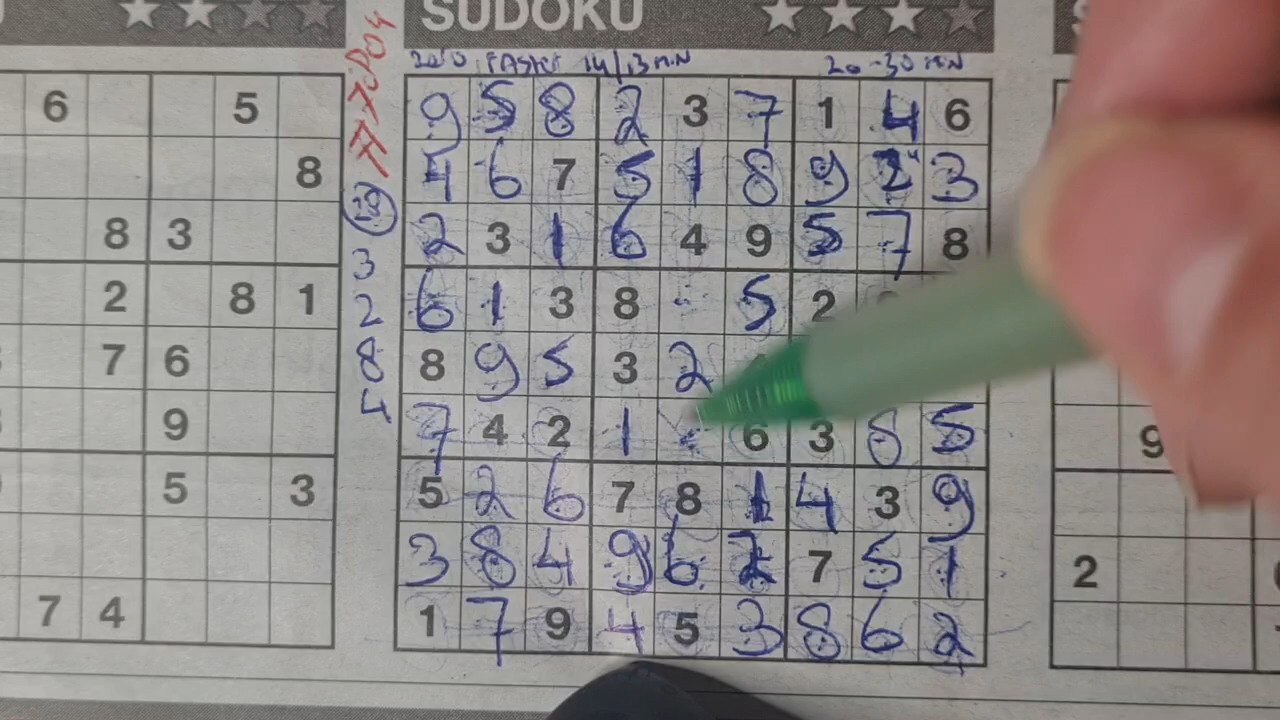 SUDOKU
FASTER 14/13 MIN 20-30 MIN
6 5
9 5 8 2 3 7 1 4 6
8
4 6 7 5 1 8 9 2 3
8 3
2 3 1 6 4 9 5 7 8
3
2 8 1
2
6 1 3 8 5 2
7 6
8
8 9 5 3 2
9
5
7 4 2 1 6 3 8 5
9
5 3
5 2 6 7 8 1 4 3 9
3 8 4 9 6 2 7 5 1
2
7 4
1 7 9 4 5 3 8 6 2